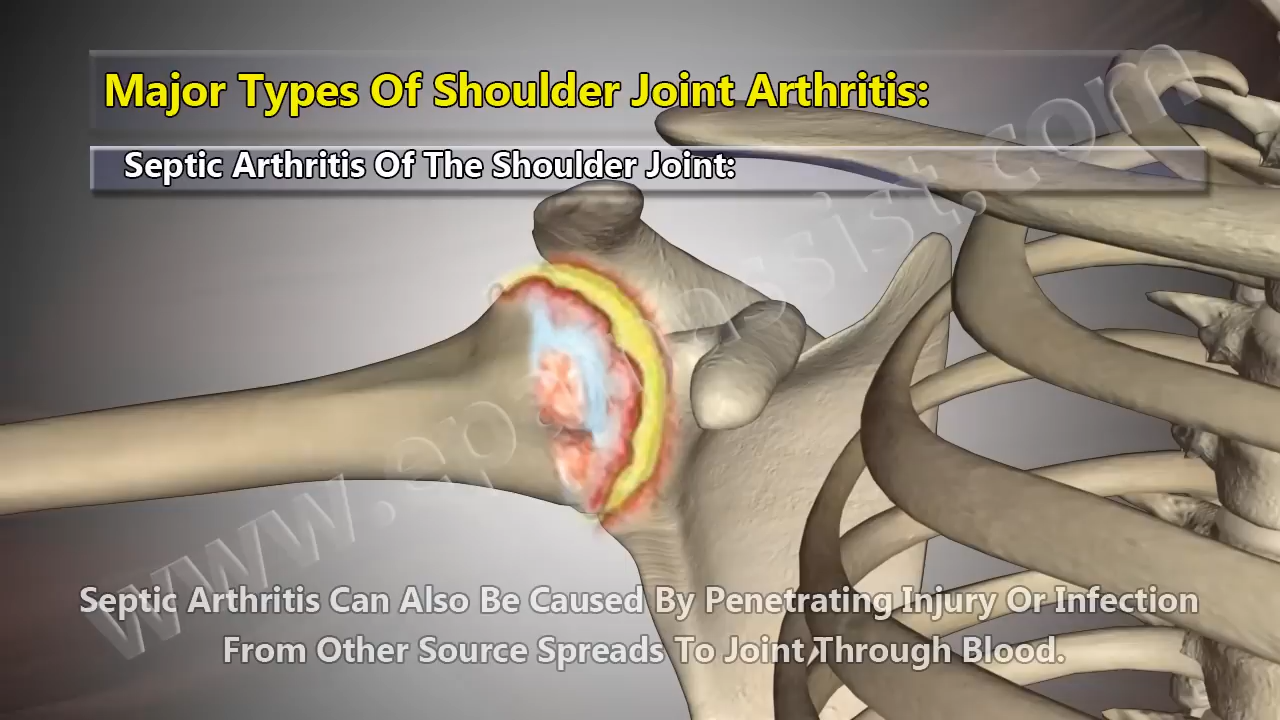 Major Types Of Shoulder Joint Arthritis:
Septic Arthritis Of The Shoulder Joint:
Septic Arthritis Can Also Be Caused By Penetrating Injury Or Infection
From Other Source Spreads To Joint Through Blood.